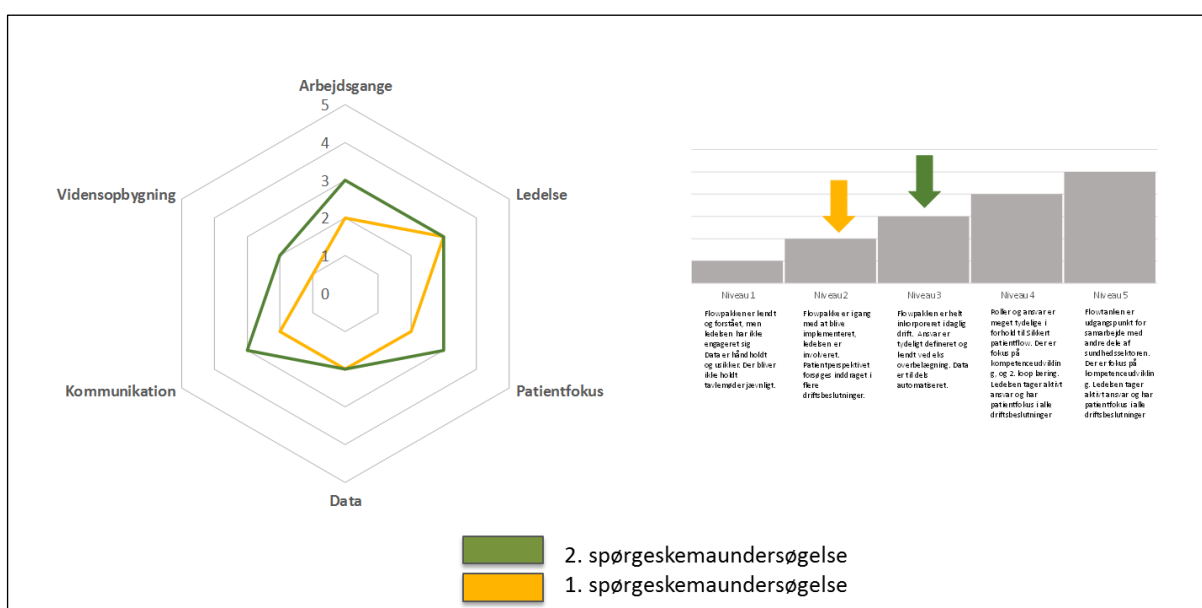 Arbejdsgange
5
4
3
2
1
0
Vidensopbygning
Ledelse
Kommunikation
Patientfokus
Data
Niveau 1
Niveau 2
Niveau 3
Niveau 4
Niveau 5
Flowpakken er kendt
og forstået, men
ledelsen har ikke
engageret sig
Data er håndholdt
og usikker. Der bliver
ikke holdt
tavlemøder jævnligt.
Flowpakke er i gang
med at blive
implementeret,
ledelsen er
involveret.
Patientperspektivet
forsøges inddraget i
flere
driftsbeslutninger.
Flowpakken er helt
inkorporeret i daglig
drift. Ansvar er
tydeligt defineret og
kendt ved eks
overbelægning. Data
er til dels
automatiseret.
Roller og ansvar er
meget tydelige i
forhold til Sikkert
patientflow. Der er
fokus på
kompetenceudviklin
g, og 2. loop læring.
Ledelsen tager aktivt
ansvar og har
patientfokus i alle
driftsbeslutninger
Flowtanken er
udgangspunkt for
samarbejde med
andre dele af
sundhedssektoren.
Der er fokus på
kompetenceudviklin
g. Ledelsen tager
aktivt ansvar og har
patientfokus i alle
driftsbeslutninger
2. spørgeskemaundersøgelse
1. spørgeskemaundersøgelse